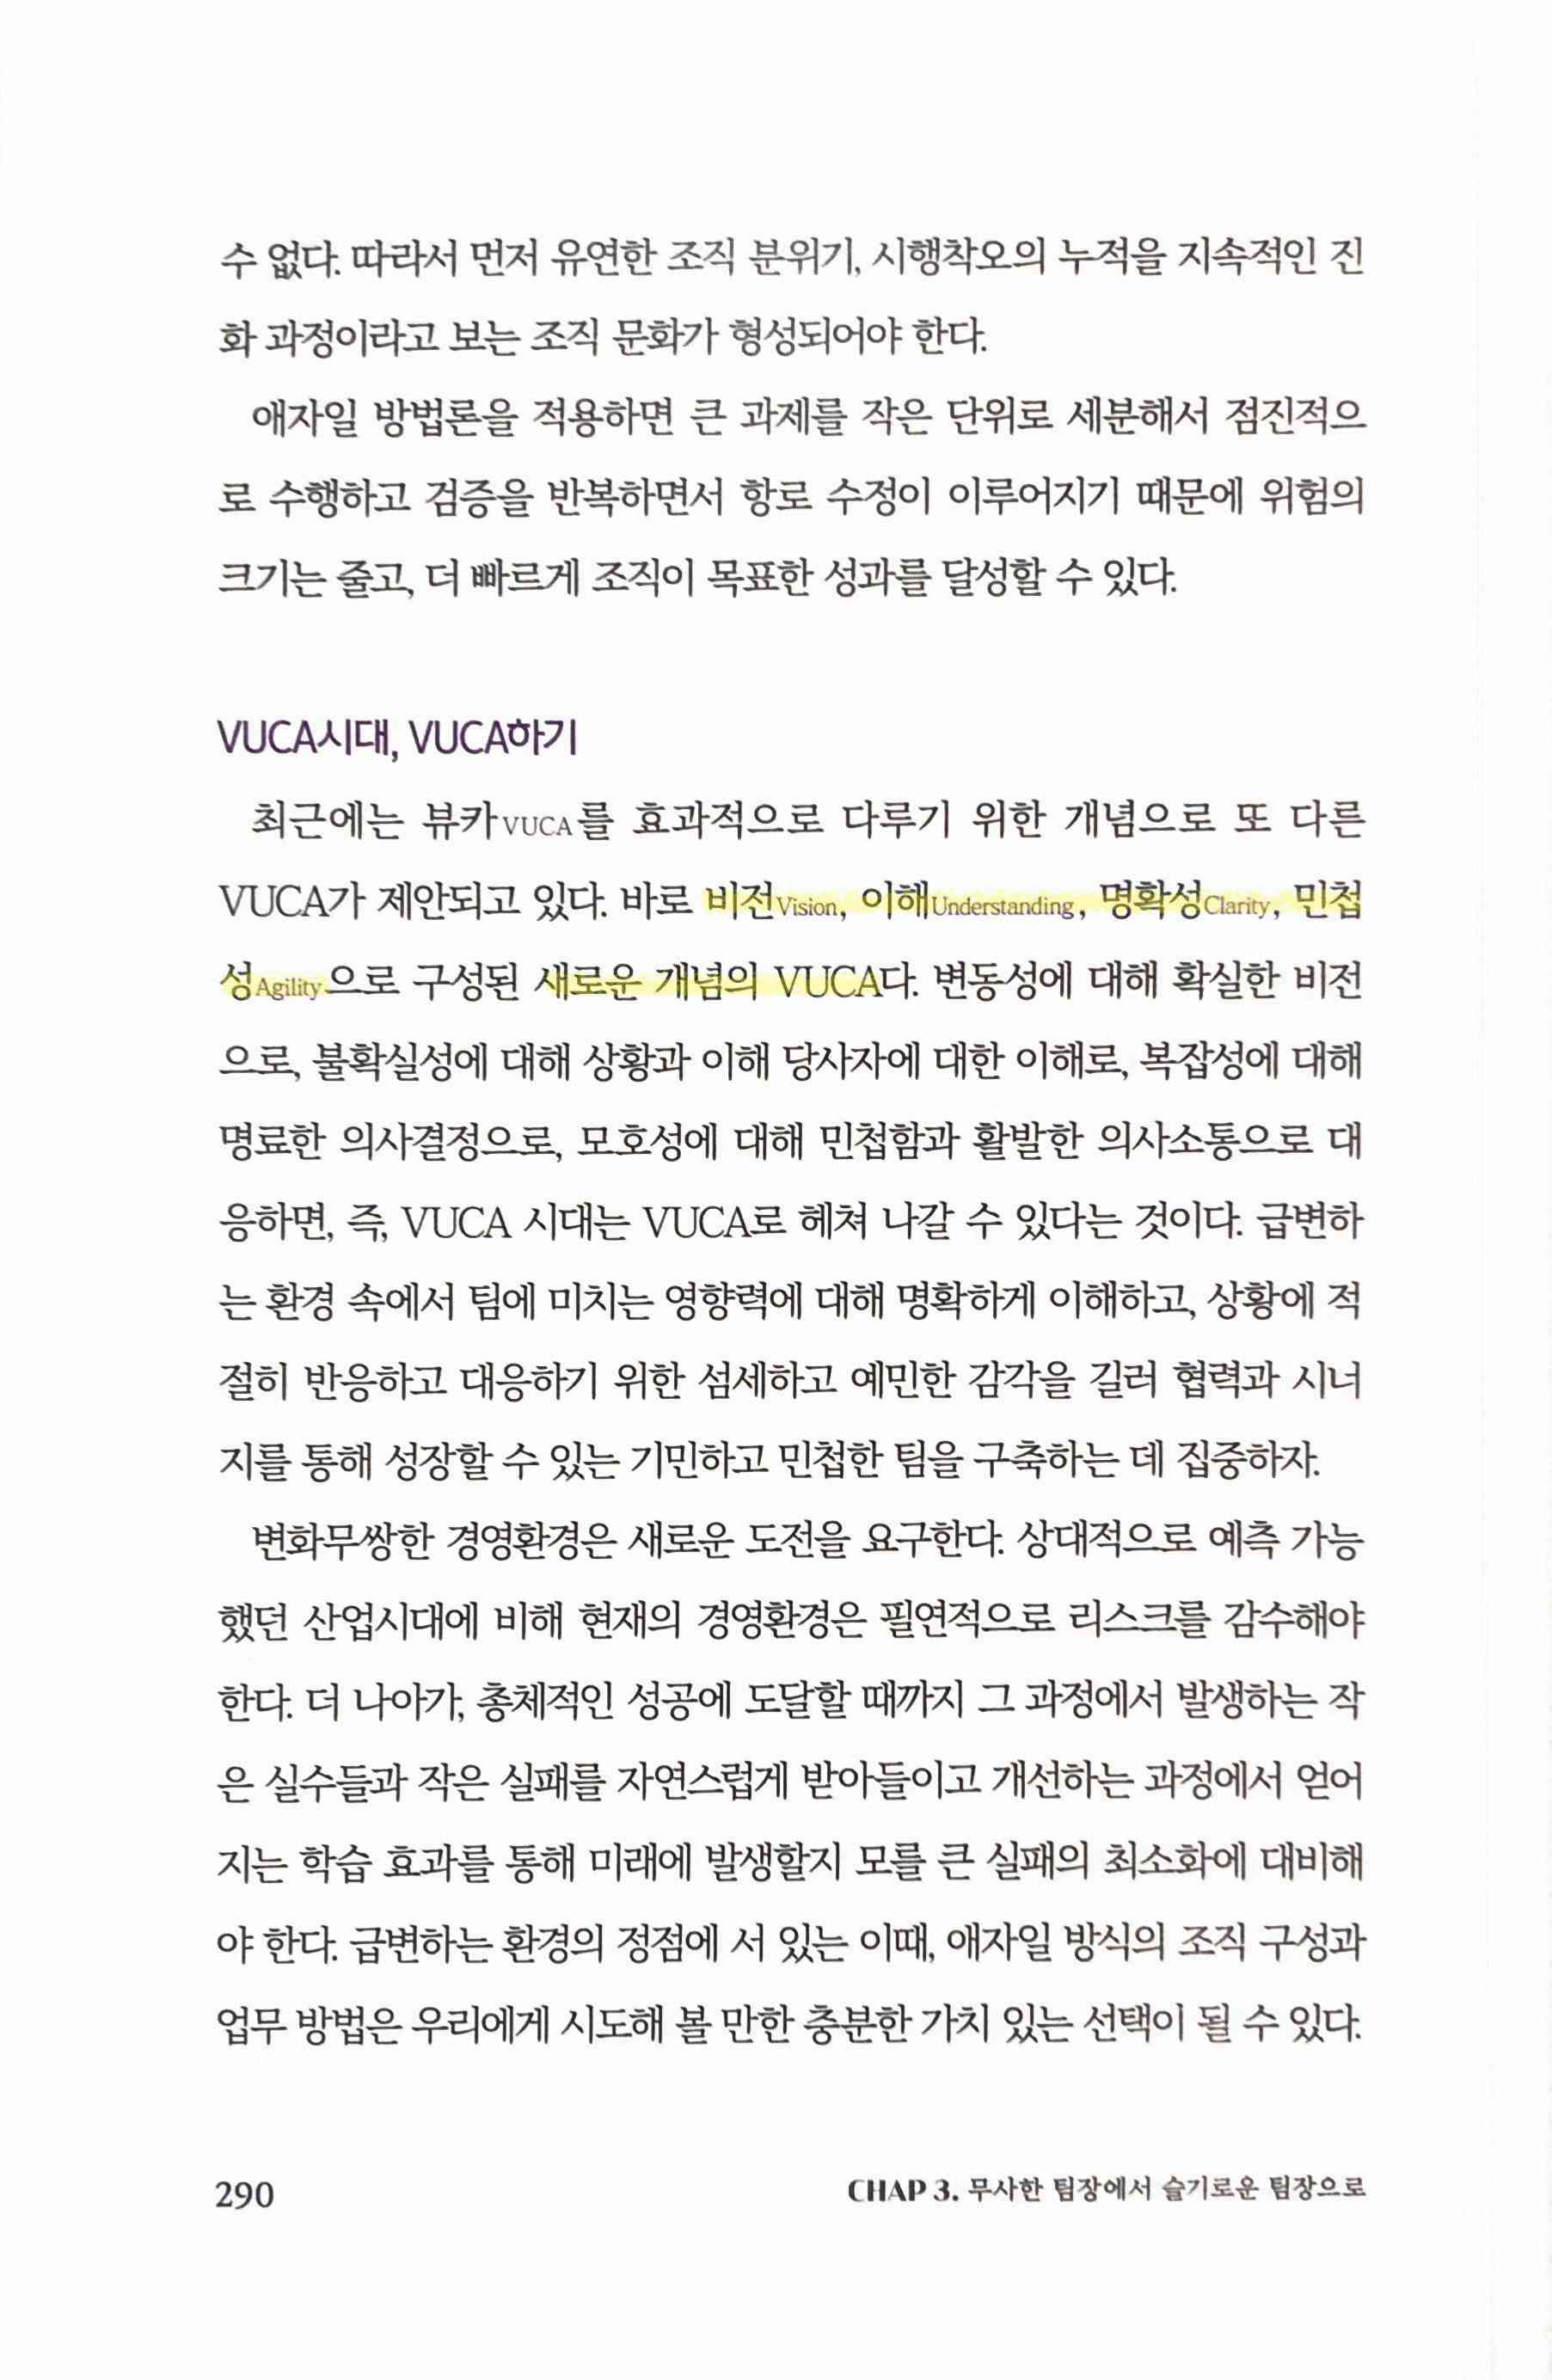 수 없다. 따라서 먼저 유연한 조직 분위기, 시행착오의 누적을 지속적인 진
화 과정이라고 보는 조직 문화가 형성되어야 한다.
애자일 방법론을 적용하면 큰 과제를 작은 단위로 세분해서 점진적으
로 수행하고 검증을 반복하면서 항로 수정이 이루어지기 때문에 위험의
크기는 줄고, 더 빠르게 조직이 목표한 성과를 달성할 수 있다.
VUCA시대, VUCA하기
최근에는 뷰카VUCA를 효과적으로 다루기 위한 개념으로 또 다른
VUCA가 제안되고 있다. 바로 비전Vision, 이해Understanding, 명확성Clarity, 민첩
성Agility으로 구성된 새로운 개념의 VUCA다. 변동성에 대해 확실한 비전
으로, 불확실성에 대해 상황과 이해 당사자에 대한 이해로, 복잡성에 대해
명료한 의사결정으로, 모호성에 대해 민첩함과 활발한 의사소통으로 대
응하면, 즉, VUCA 시대는 VUCA로 헤쳐 나갈 수 있다는 것이다. 급변하
는 환경 속에서 팀에 미치는 영향력에 대해 명확하게 이해하고, 상황에 적
절히 반응하고 대응하기 위한 섬세하고 예민한 감각을 길러 협력과 시너
지를 통해 성장할 수 있는 기민하고 민첩한 팀을 구축하는 데 집중하자.
변화무쌍한 경영환경은 새로운 도전을 요구한다. 상대적으로 예측 가능
했던 산업시대에 비해 현재의 경영환경은 필연적으로 리스크를 감수해야
한다. 더 나아가, 총체적인 성공에 도달할 때까지 그 과정에서 발생하는 작
은 실수들과 작은 실패를 자연스럽게 받아들이고 개선하는 과정에서 얻어
지는 학습 효과를 통해 미래에 발생할지 모를 큰 실패의 최소화에 대비해
야 한다. 급변하는 환경의 정점에 서 있는 이때, 애자일 방식의 조직 구성과
업무 방법은 우리에게 시도해 볼 만한 충분한 가치 있는 선택이 될 수 있다.
290
CHAP 3. 무사한 팀장에서 슬기로운 팀장으로